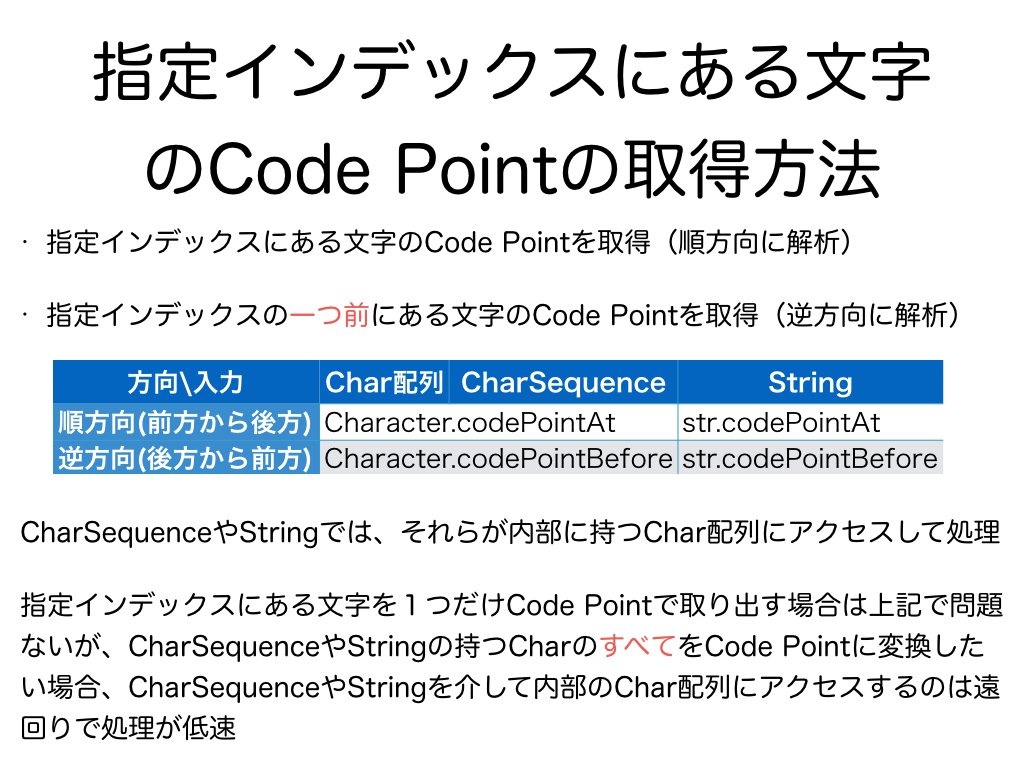 指定インデックスにある文字
のCode Pointの取得方法
・ 指定インデックスにある文字のCode Pointを取得（順方向に解析）
・ 指定インデックスの一つ前にある文字のCode Pointを取得（逆方向に解析）
方向\入力 Char配列 CharSequence String
順方向(前方から後方) Character.codePointAt str.codePointAt
逆方向(後方から前方) Character.codePointBefore str.codePointBefore
CharSequenceやStringでは、それらが内部に持つChar配列にアクセスして処理
指定インデックスにある文字を１つだけCode Pointで取り出す場合は上記で問題
ないが、CharSequenceやStringの持つCharのすべてをCode Pointに変換した
い場合、CharSequenceやStringを介して内部のChar配列にアクセスするのは遠
回りで処理が低速